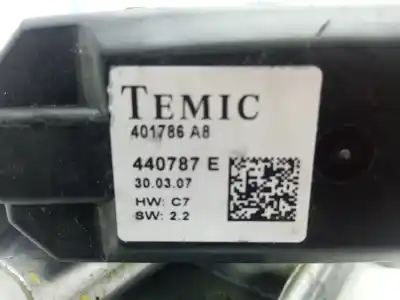 TEMIC
401786 A8
440787 E
30.03.07
HW: C7
SW: 2.2